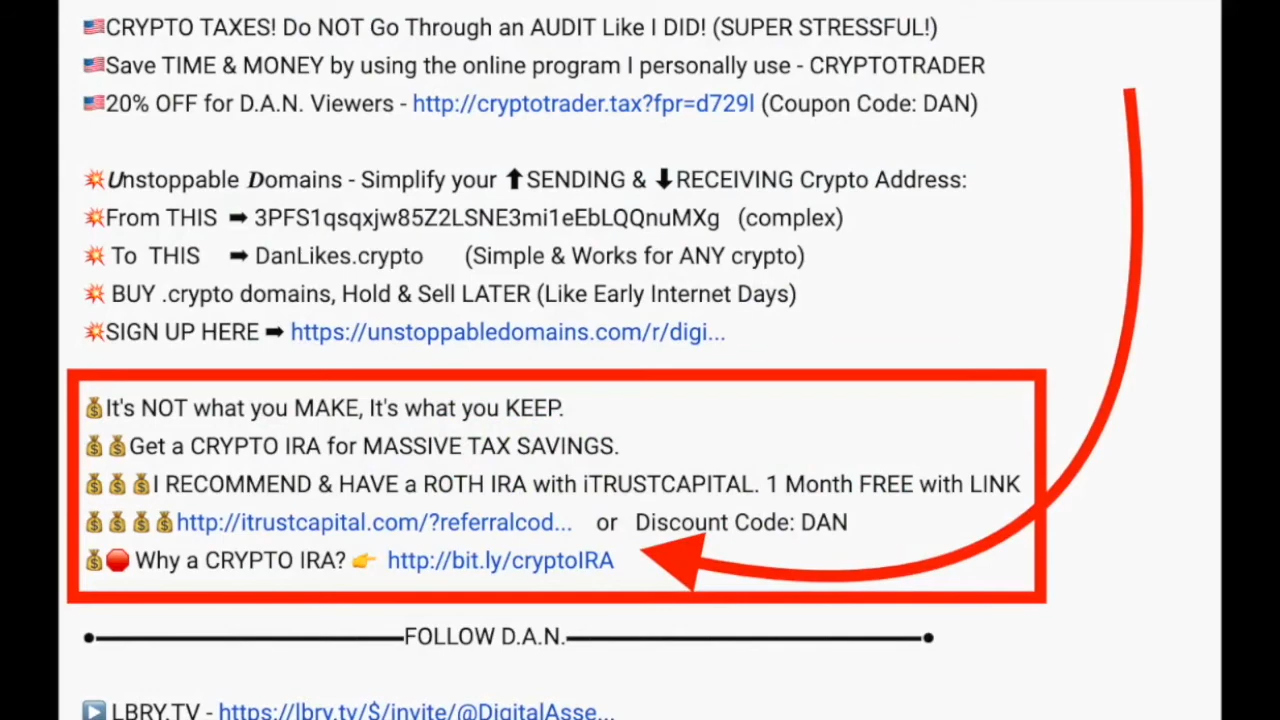 🇺🇸CRYPTO TAXES! Do NOT Go Through an AUDIT Like I DID! (SUPER STRESSFUL!)
🇺🇸Save TIME & MONEY by using the online program I personally use - CRYPTOTRADER
🇺🇸20% OFF for D.A.N. Viewers - http://cryptotrader.tax?fpr=d729l (Coupon Code: DAN)
💥𝑼nstoppable 𝑫omains - Simplify your ⬆SENDING & ⬇RECEIVING Crypto Address:
💥From THIS ➡ 3PFS1qsqxjw85Z2LSNE3mi1eEbLQQnuMXg (complex)
💥 To THIS ➡ DanLikes.crypto (Simple & Works for ANY crypto)
💥 BUY .crypto domains, Hold & Sell LATER (Like Early Internet Days)
💥SIGN UP HERE ➡ https://unstoppabledomains.com/r/digi...
💰It's NOT what you MAKE, It's what you KEEP.
💰💰Get a CRYPTO IRA for MASSIVE TAX SAVINGS.
💰💰💰I RECOMMEND & HAVE a ROTH IRA with iTRUSTCAPITAL. 1 Month FREE with LINK
💰💰💰💰http://itrustcapital.com/?referralcod... or Discount Code: DAN
💰🛑 Why a CRYPTO IRA? 👉 http://bit.ly/cryptoIRA
FOLLOW D.A.N.
▶️ LBRY.TV - https://lbry.tv/$/invite/@DigitalAsse...